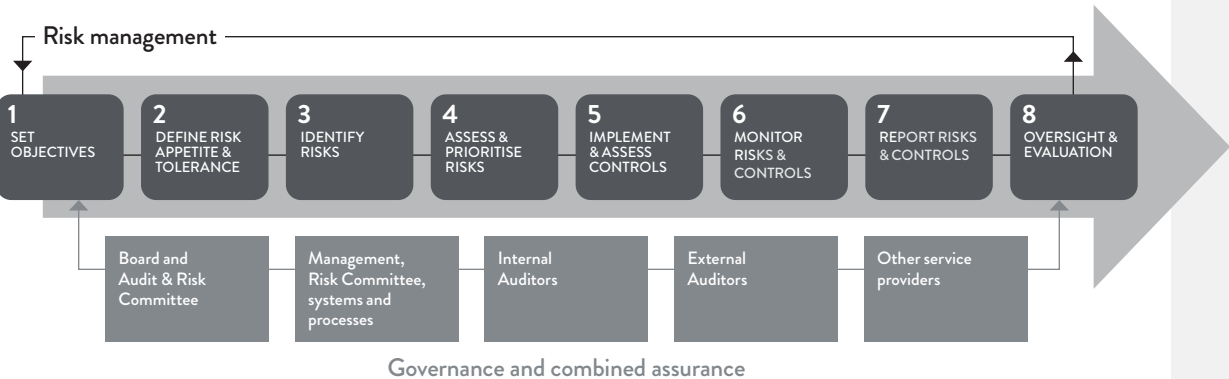 Risk management
1
SET
OBJECTIVES
2
DEFINE RISK
APPETITE &
TOLERANCE
3
IDENTIFY
RISKS
4
ASSESS &
PRIORITISE
RISKS
5
IMPLEMENT
& ASSESS
CONTROLS
6
MONITOR
RISKS &
CONTROLS
7
REPORT RISKS
& CONTROLS
8
OVERSIGHT &
EVALUATION
Board and
Audit & Risk
Committee
Management,
Risk Committee,
systems and
processes
Internal
Auditors
External
Auditors
Other service
providers
Governance and combined assurance